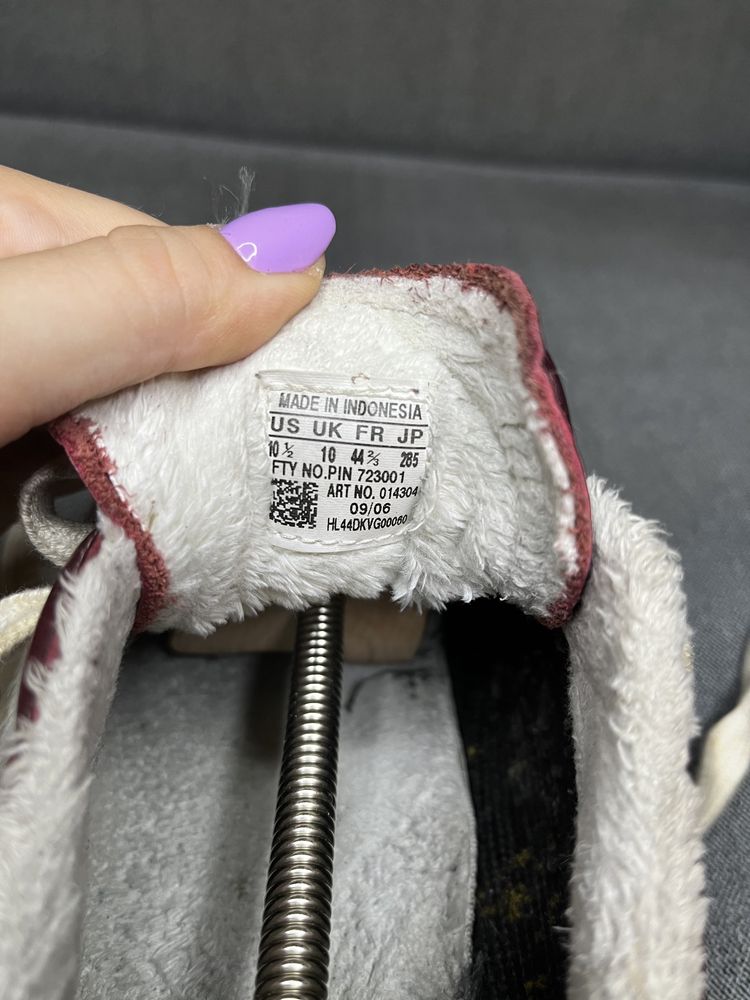 MADE IN INDONESIA
US UK FR JP
10 ½ 10 44 ⅔ 285
FTY NO.PIN 723001
ART NO. 014304
09/06
HL44DKVG00060